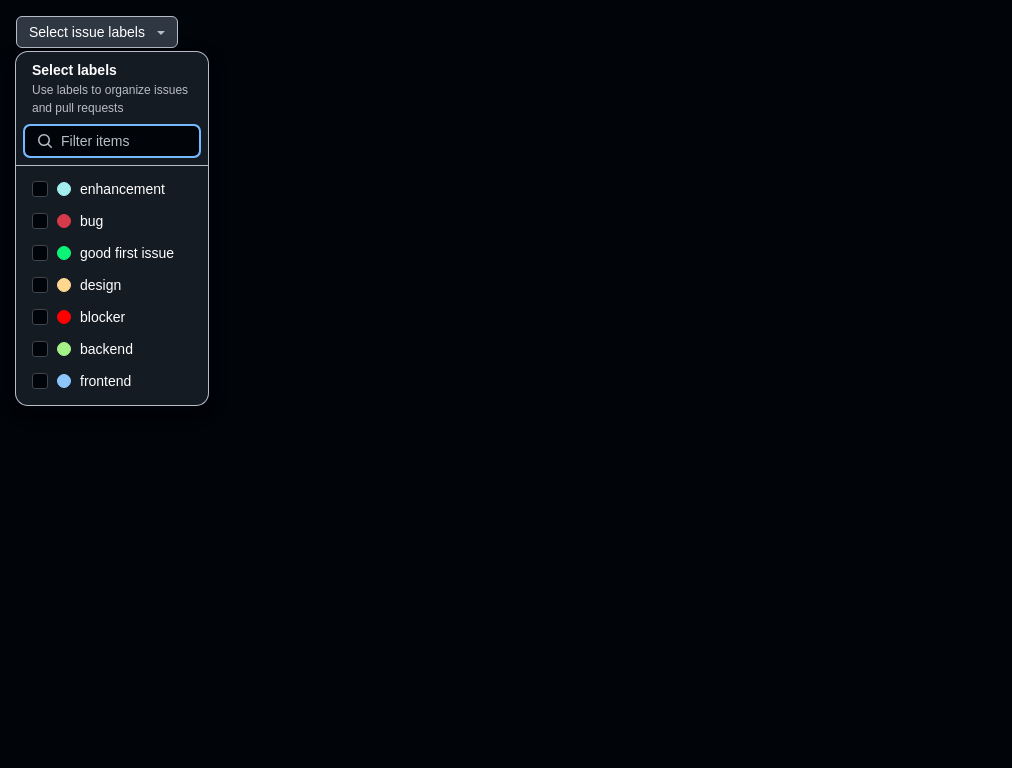 Select issue labels
Select labels
Use labels to organize issues
and pull requests
Filter items
enhancement
bug
good first issue
design
blocker
backend
frontend